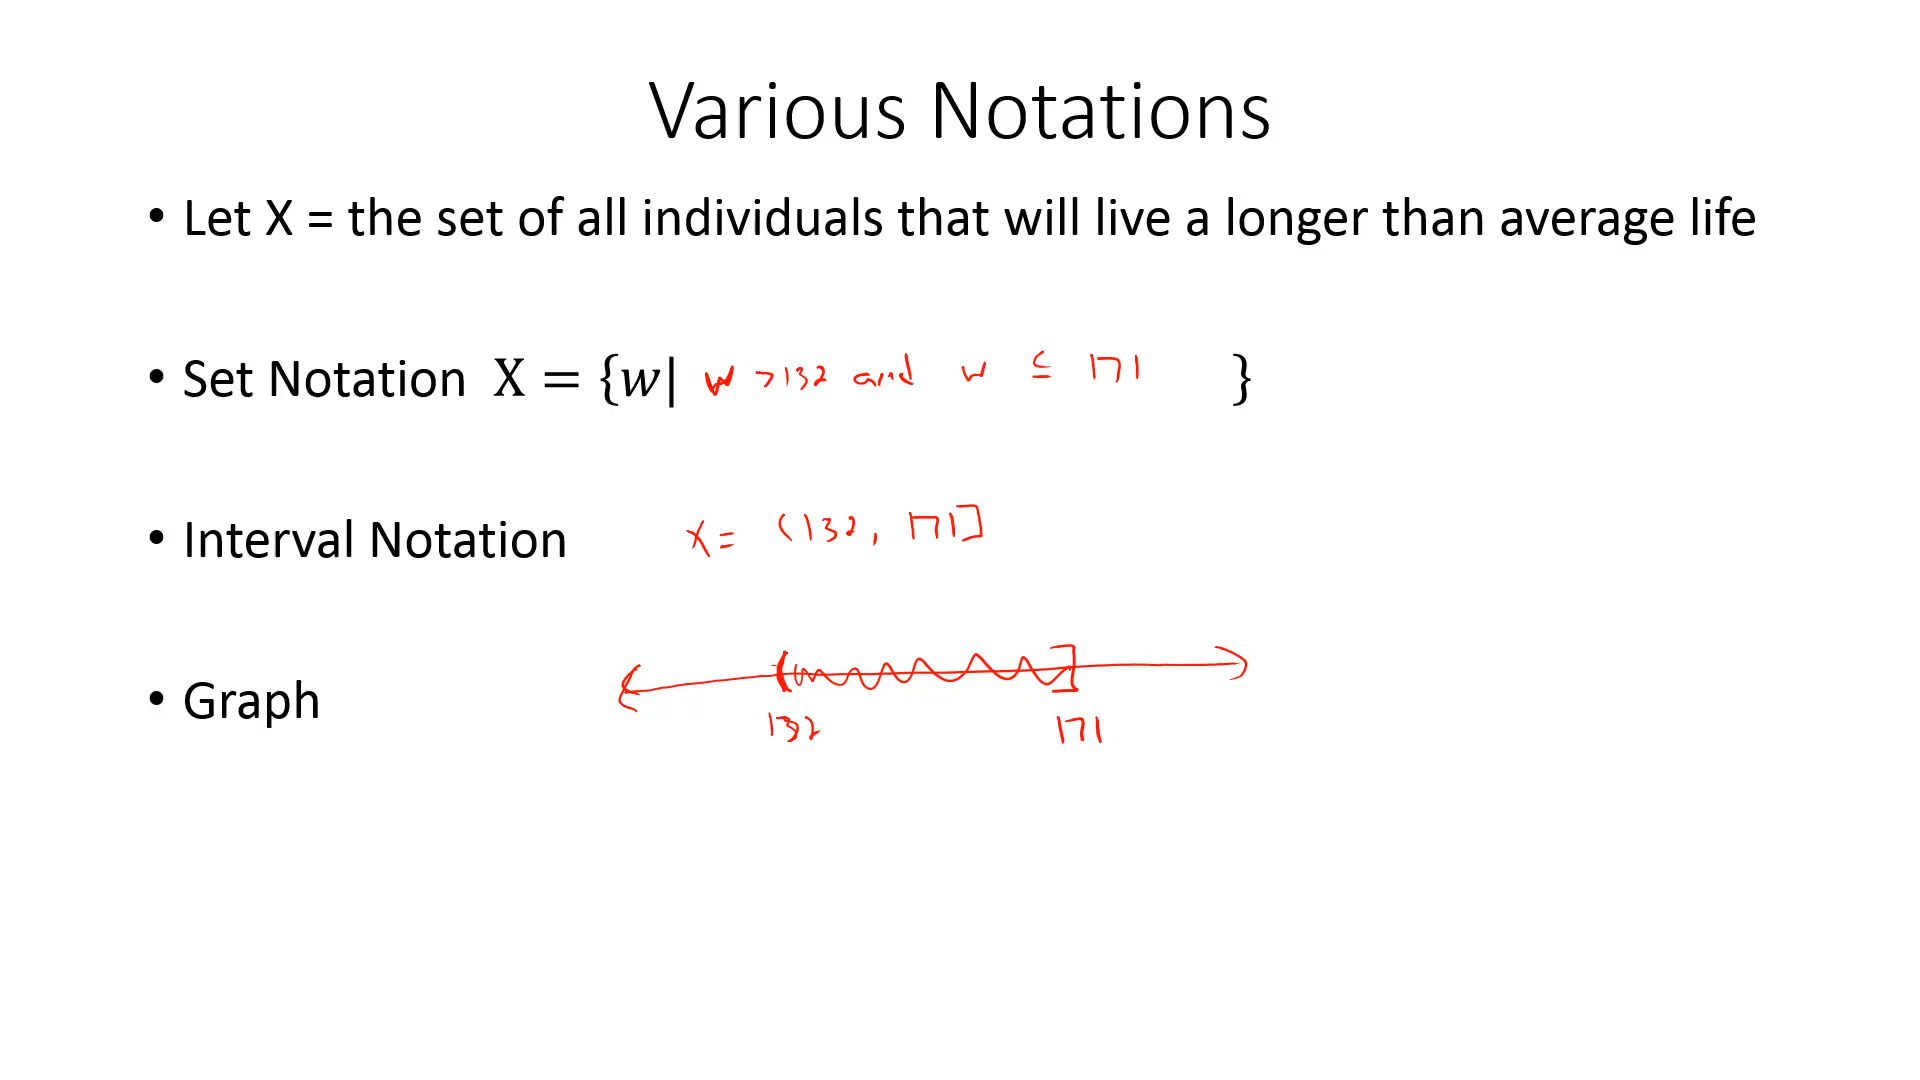 Various Notations
• Let X = the set of all individuals that will live a longer than average life
• Set Notation X = {w| w >132 and w ≤ 171 }
• Interval Notation X= (132, 171]
• Graph
132 171